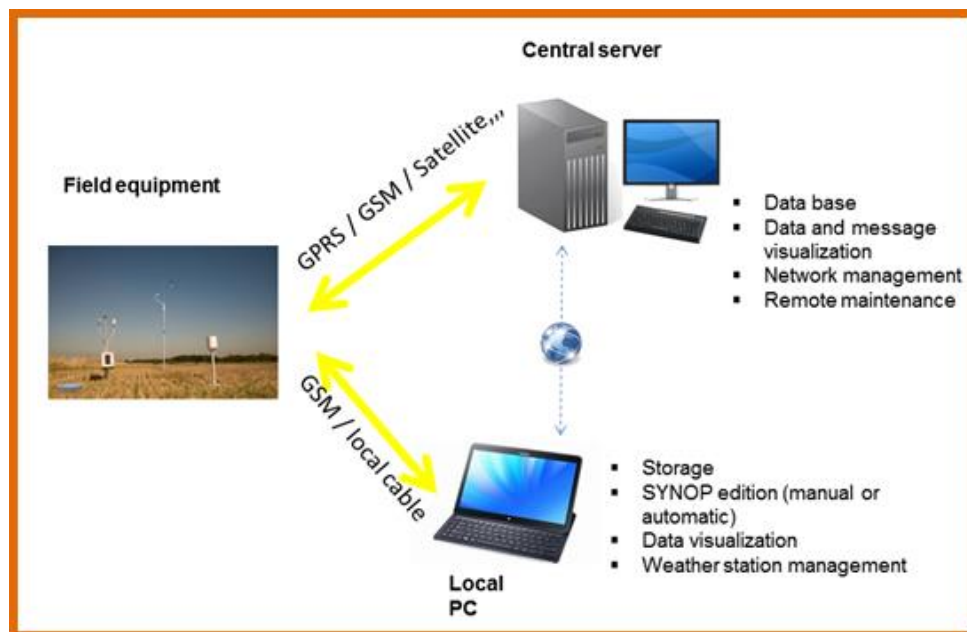 Central server
Field equipment
GPRS / GSM / Satellite,,,
▪ Data base
▪ Data and message
visualization
▪ Network management
▪ Remote maintenance
GSM / local cable
▪ Storage
▪ SYNOP edition (manual or
automatic)
▪ Data visualization
▪ Weather station management
Local
PC